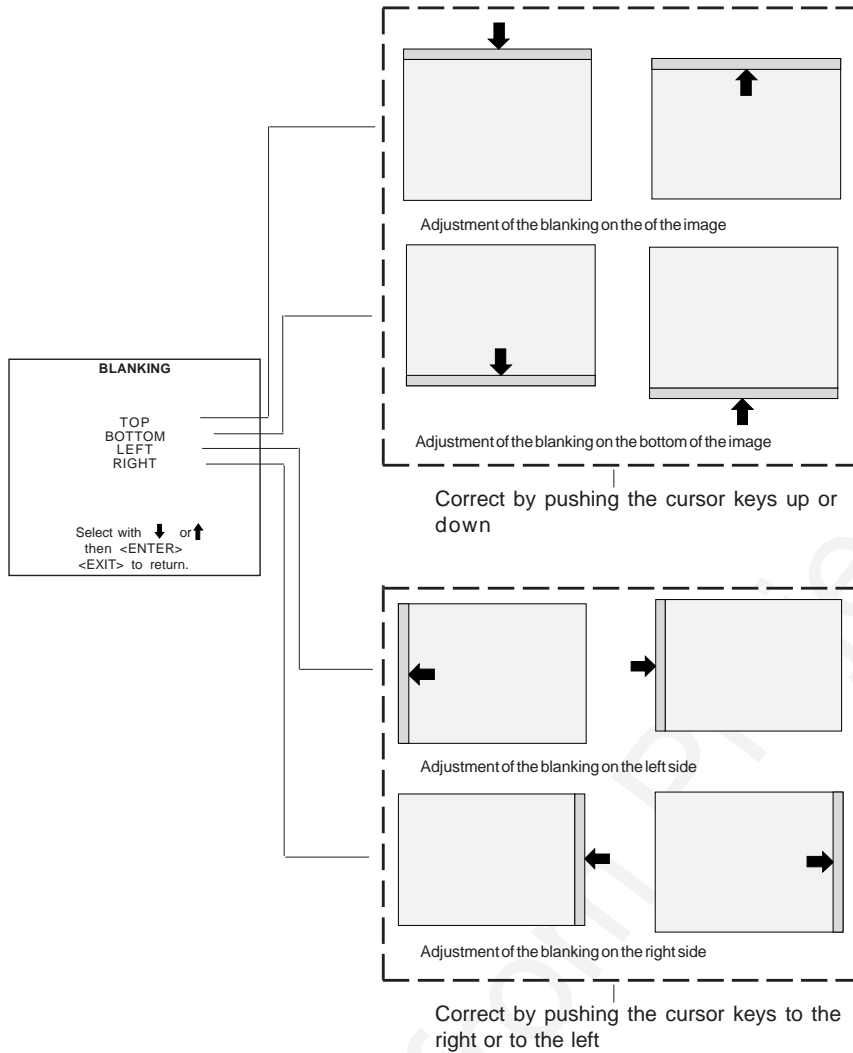 Adjustment of the blanking on the of the image
Adjustment of the blanking on the bottom of the image
Correct by pushing the cursor keys up or
down
BLANKING
TOP
BOTTOM
LEFT
RIGHT
Select with ⬇ or ⬆
then <ENTER>
<EXIT> to return.
Adjustment of the blanking on the left side
Adjustment of the blanking on the right side
Correct by pushing the cursor keys to the
right or to the left